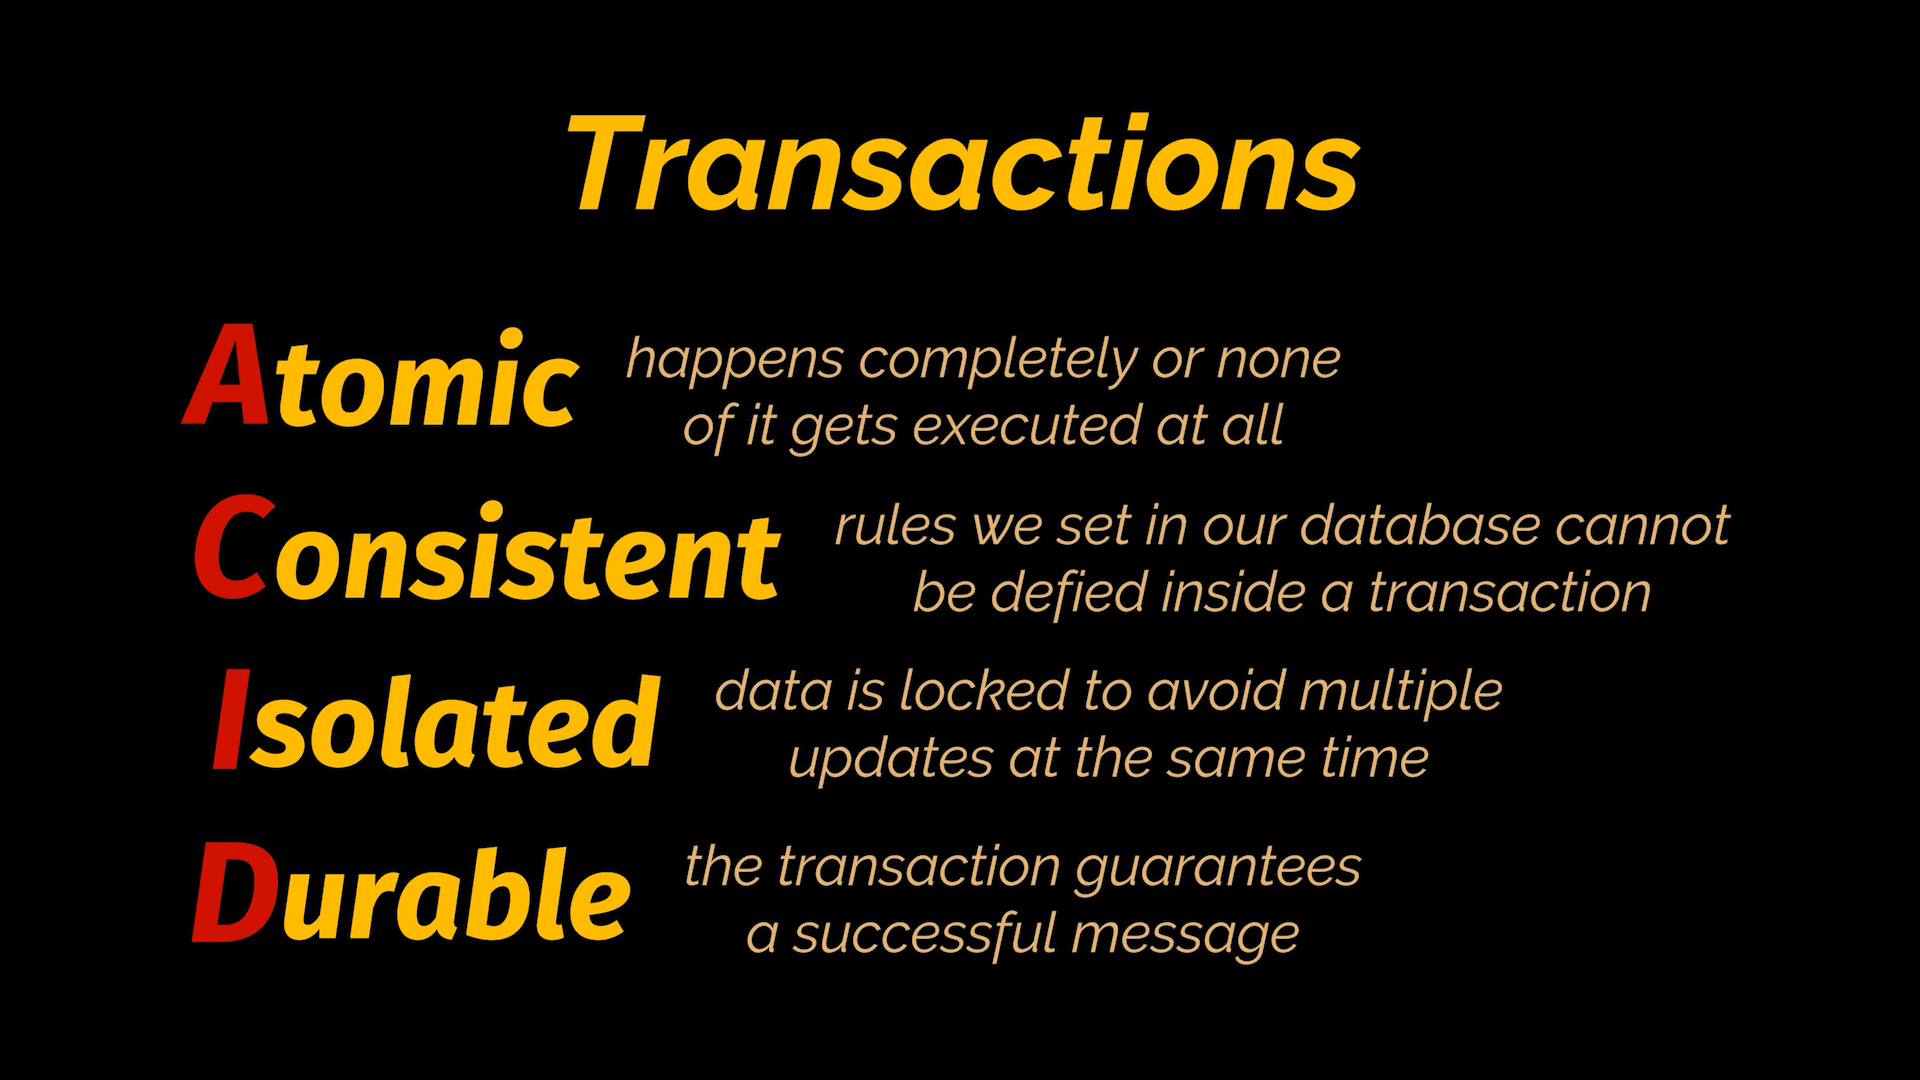 Transactions
Atomic
happens completely or none
of it gets executed at all
Consistent
rules we set in our database cannot
be defied inside a transaction
Isolated
data is locked to avoid multiple
updates at the same time
Durable
the transaction guarantees
a successful message